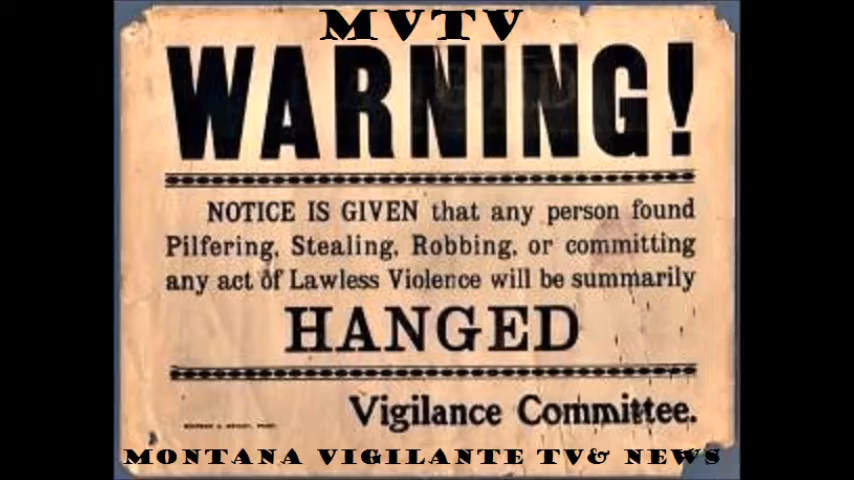 MVTV
WARNING!
NOTICE IS GIVEN that any person found
Pilfering, Stealing, Robbing, or committing
any act of Lawless Violence will be summarily
HANGED
Vigilance Committee.
MONTANA VIGILANTE TV& NEWS